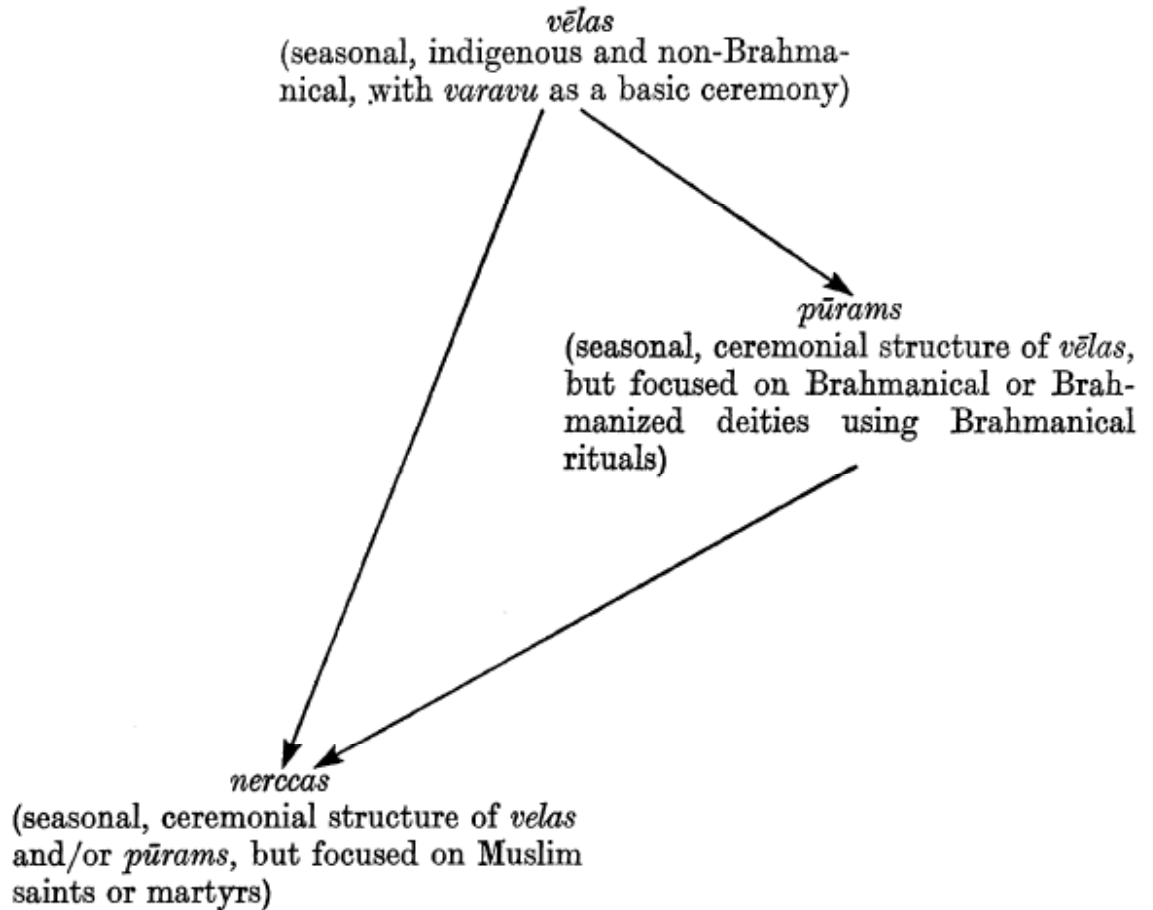 vēlas
(seasonal, indigenous and non-Brahma-
nical, with varavu as a basic ceremony)
pūrams
(seasonal, ceremonial structure of vēlas,
but focused on Brahmanical or Brah-
manized deities using Brahmanical
rituals)
nerccas
(seasonal, ceremonial structure of velas
and/or pūrams, but focused on Muslim
saints or martyrs)